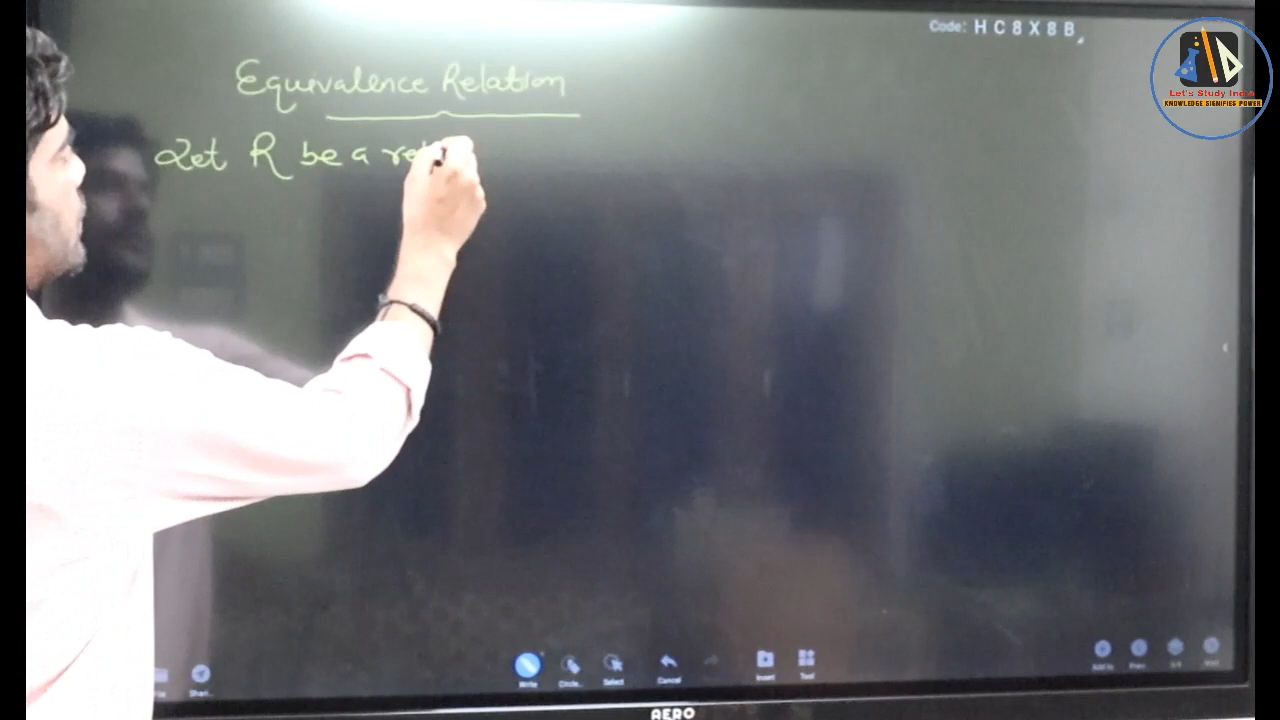 Code: HC8X8B
Let's Study India
KNOWLEDGE SIGNIFIES POWER
Equivalence Relation
Let R be a
Write
Select
Cancel
Insert
Tool
AERO